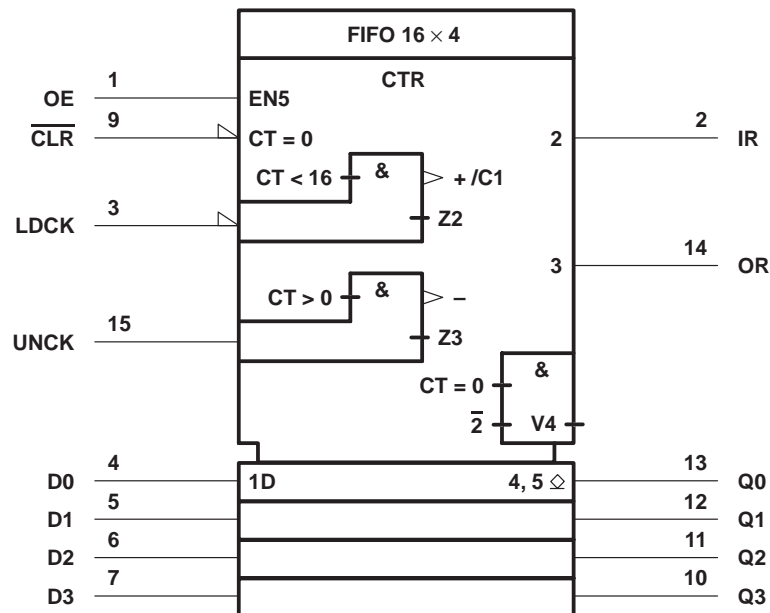 FIFO 16 × 4
CTR
OE 1 EN5
CLR 9 CT = 0
2 2 IR
CT < 16 & + /C1
LDCK 3 Z2
3 14 OR
CT > 0 & –
UNCK 15 Z3
CT = 0 &
2 V4
D0 4 1D 4, 5 ◇ 13 Q0
D1 5 12 Q1
D2 6 11 Q2
D3 7 10 Q3